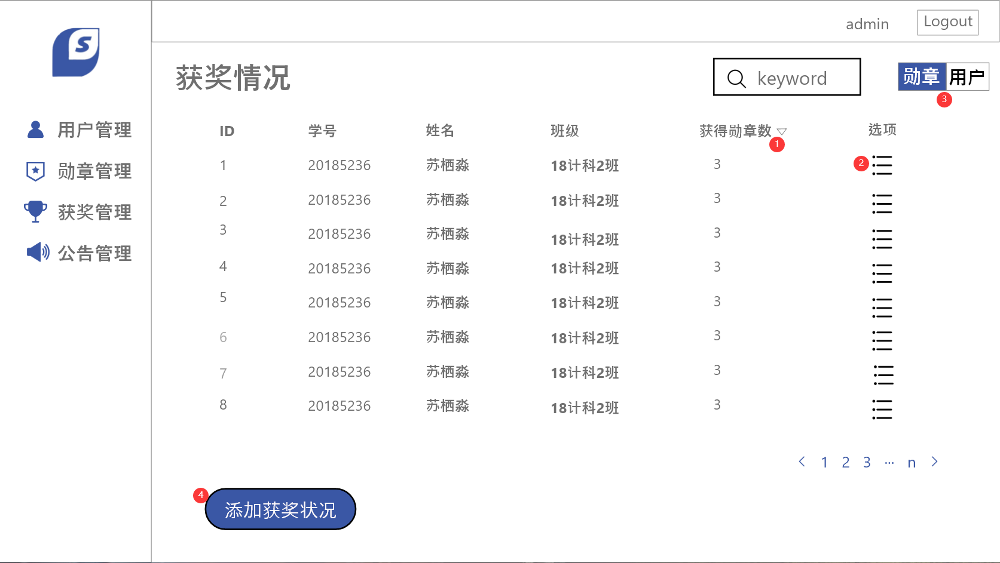 S
admin
Logout
用户管理
勋章管理
获奖管理
公告管理
获奖情况
keyword
勋章 用户
3
ID 学号 姓名 班级 获得勋章数 选项
1
1 20185236 苏栖淼 18计科2班 3
2
2 20185236 苏栖淼 18计科2班 3
3 20185236 苏栖淼 18计科2班 3
4 20185236 苏栖淼 18计科2班 3
5 20185236 苏栖淼 18计科2班 3
6 20185236 苏栖淼 18计科2班 3
7 20185236 苏栖淼 18计科2班 3
8 20185236 苏栖淼 18计科2班 3
< 1 2 3 ... n >
4
添加获奖状况